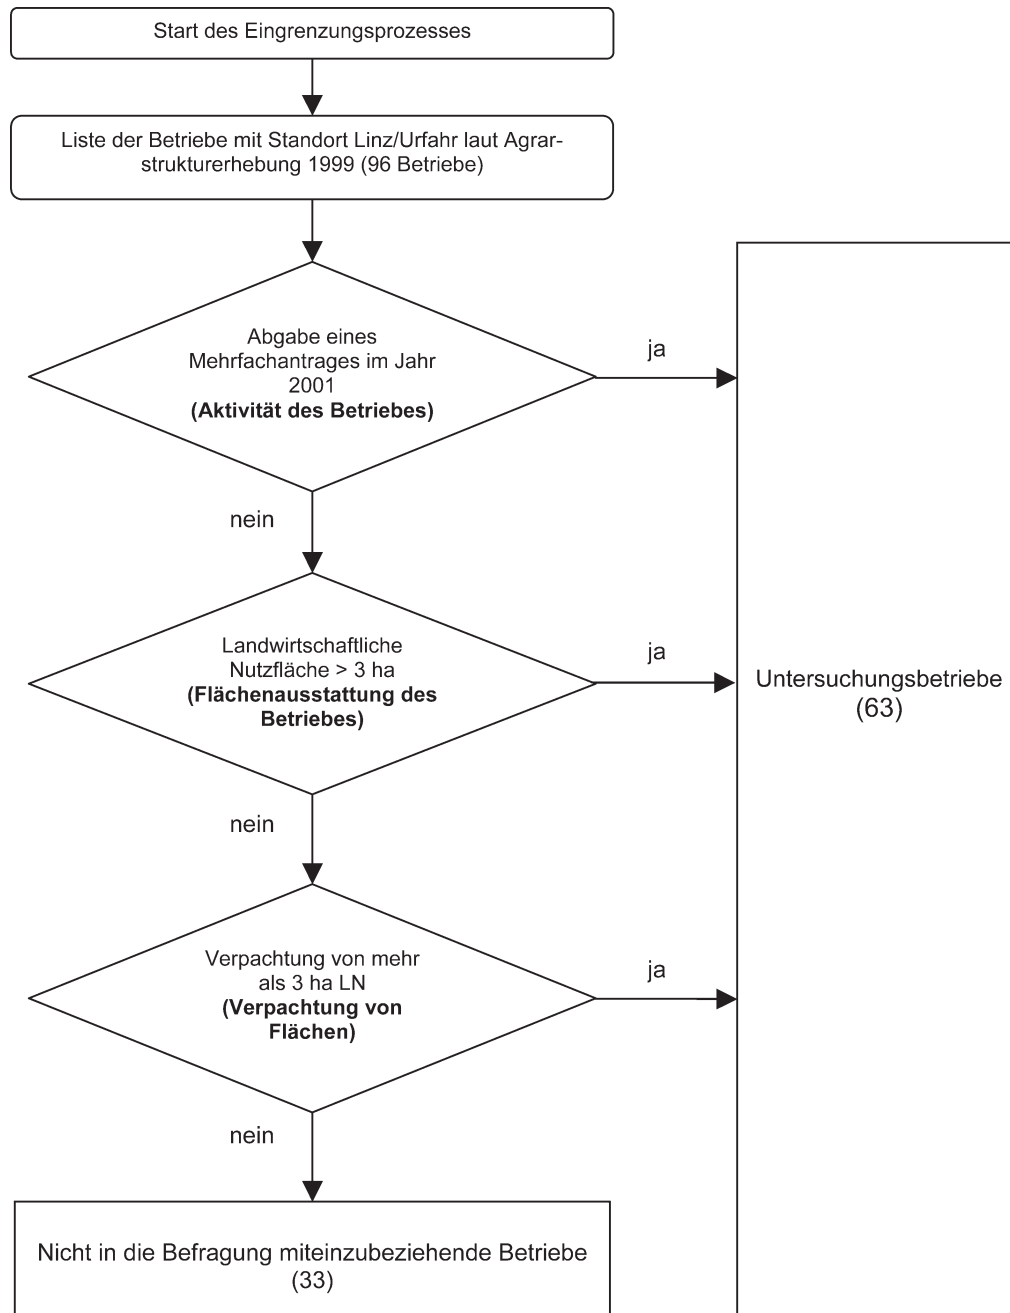 Start des Eingrenzungsprozesses
Liste der Betriebe mit Standort Linz/Urfahr laut Agrar-
strukturerhebung 1999 (96 Betriebe)
Abgabe eines
Mehrfachantrages im Jahr
2001
(Aktivität des Betriebes)
ja
nein
Landwirtschaftliche
Nutzfläche > 3 ha
(Flächenausstattung des
Betriebes)
ja
Untersuchungsbetriebe
(63)
nein
Verpachtung von mehr
als 3 ha LN
(Verpachtung von
Flächen)
ja
nein
Nicht in die Befragung miteinzubeziehende Betriebe
(33)